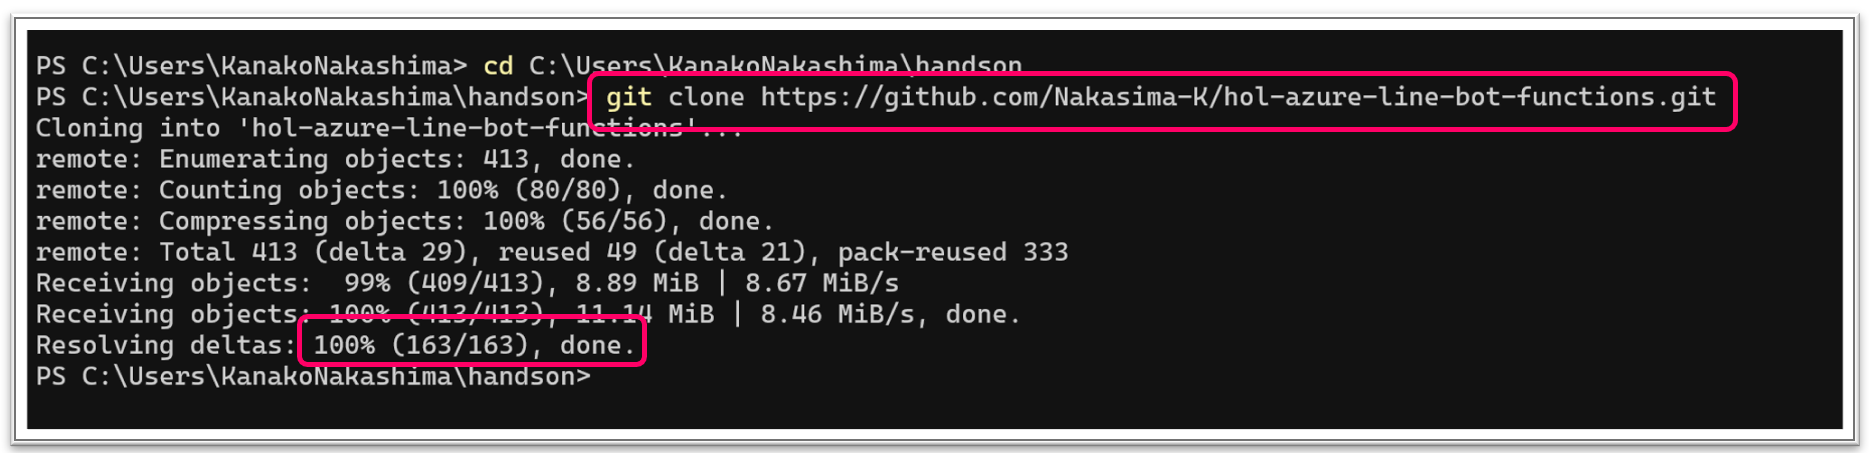 PS C:\Users\KanakoNakashima> cd C:\Users\KanakoNakashima\handson
PS C:\Users\KanakoNakashima\handson> git clone https://github.com/Nakasima-K/hol-azure-line-bot-functions.git
Cloning into 'hol-azure-line-bot-functions'...
remote: Enumerating objects: 413, done.
remote: Counting objects: 100% (80/80), done.
remote: Compressing objects: 100% (56/56), done.
remote: Total 413 (delta 29), reused 49 (delta 21), pack-reused 333
Receiving objects:  99% (409/413), 8.89 MiB | 8.67 MiB/s
Receiving objects: 100% (413/413), 11.14 MiB | 8.46 MiB/s, done.
Resolving deltas: 100% (163/163), done.
PS C:\Users\KanakoNakashima\handson>